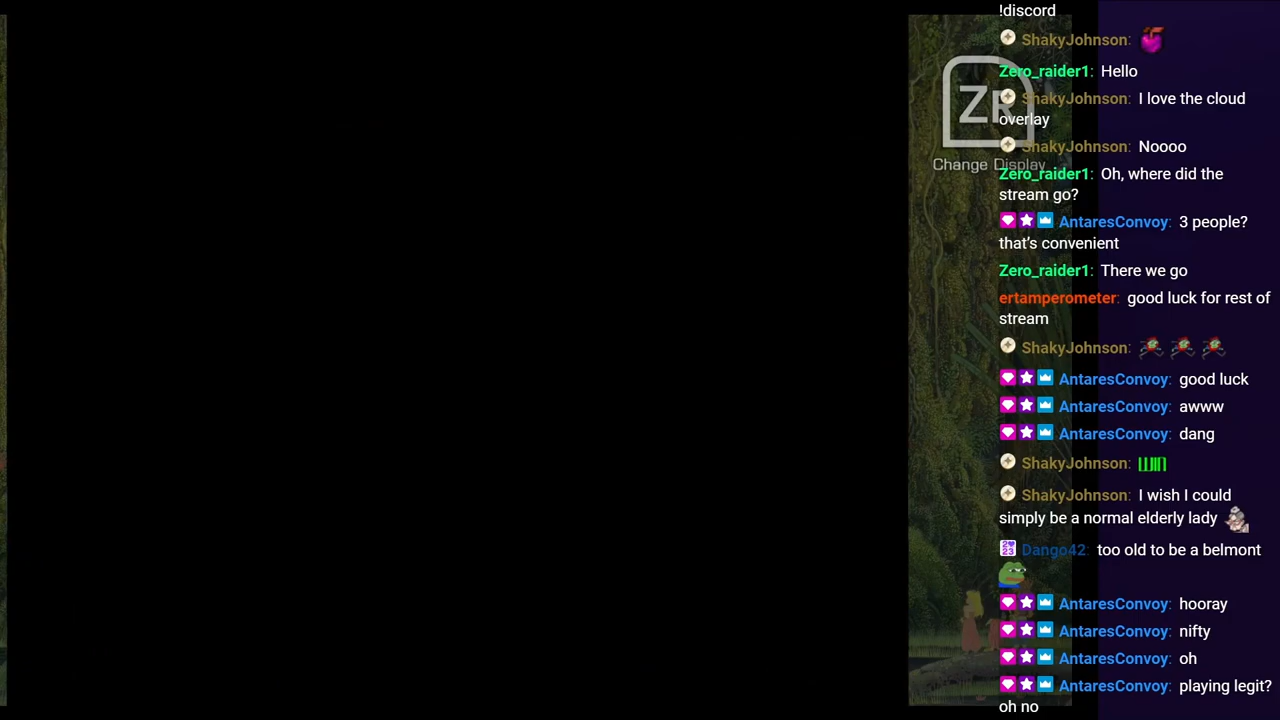 !discord
ShakyJohnson:
Zero_raider1: Hello
ShakyJohnson: I love the cloud
overlay
ShakyJohnson: Noooo
Zero_raider1: Oh, where did the
stream go?
AntaresConvoy: 3 people?
that's convenient
Zero_raider1: There we go
ertamperometer: good luck for rest of
stream
ShakyJohnson:
AntaresConvoy: good luck
AntaresConvoy: awww
AntaresConvoy: dang
ShakyJohnson:
ShakyJohnson: I wish I could
simply be a normal elderly lady
Dango42: too old to be a belmont
AntaresConvoy: hooray
AntaresConvoy: nifty
AntaresConvoy: oh
AntaresConvoy: playing legit?
oh no
ZR
Change Display